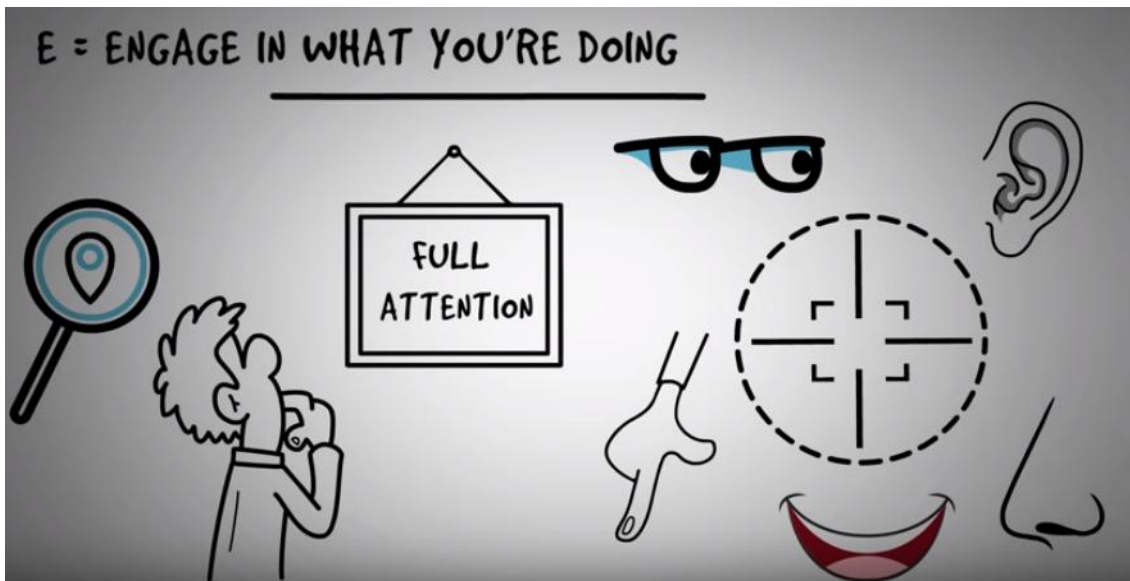 E = ENGAGE IN WHAT YOU'RE DOING
FULL
ATTENTION